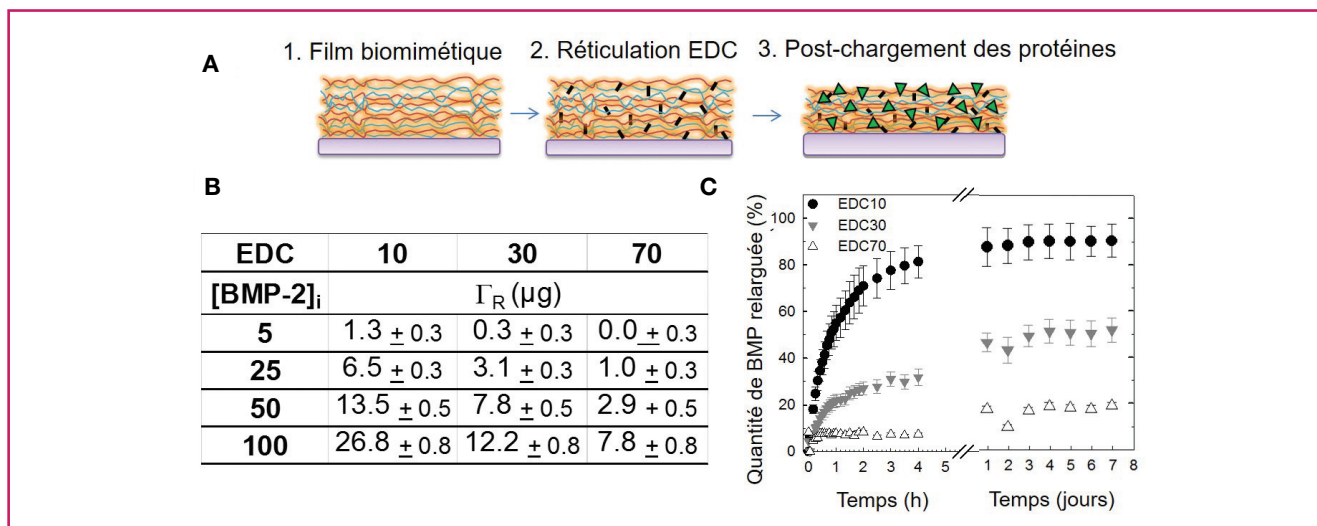 A
1. Film biomimétique
2. Réticulation EDC
3. Post-chargement des protéines
B
EDC 10 30 70
[BMP-2]i ΓR (µg)
5 1.3 ± 0.3 0.3 ± 0.3 0.0 ± 0.3
25 6.5 ± 0.3 3.1 ± 0.3 1.0 ± 0.3
50 13.5 ± 0.5 7.8 ± 0.5 2.9 + 0.5
100 26.8 ± 0.8 12.2 ± 0.8 7.8 ± 0.8
C
Quantité de BMP relarguée (%)
100
80
60
40
20
0
EDC10
EDC30
EDC70
0 1 2 3 4 5 1 2 3 4 5 6 7 8
Temps (h) Temps (jours)